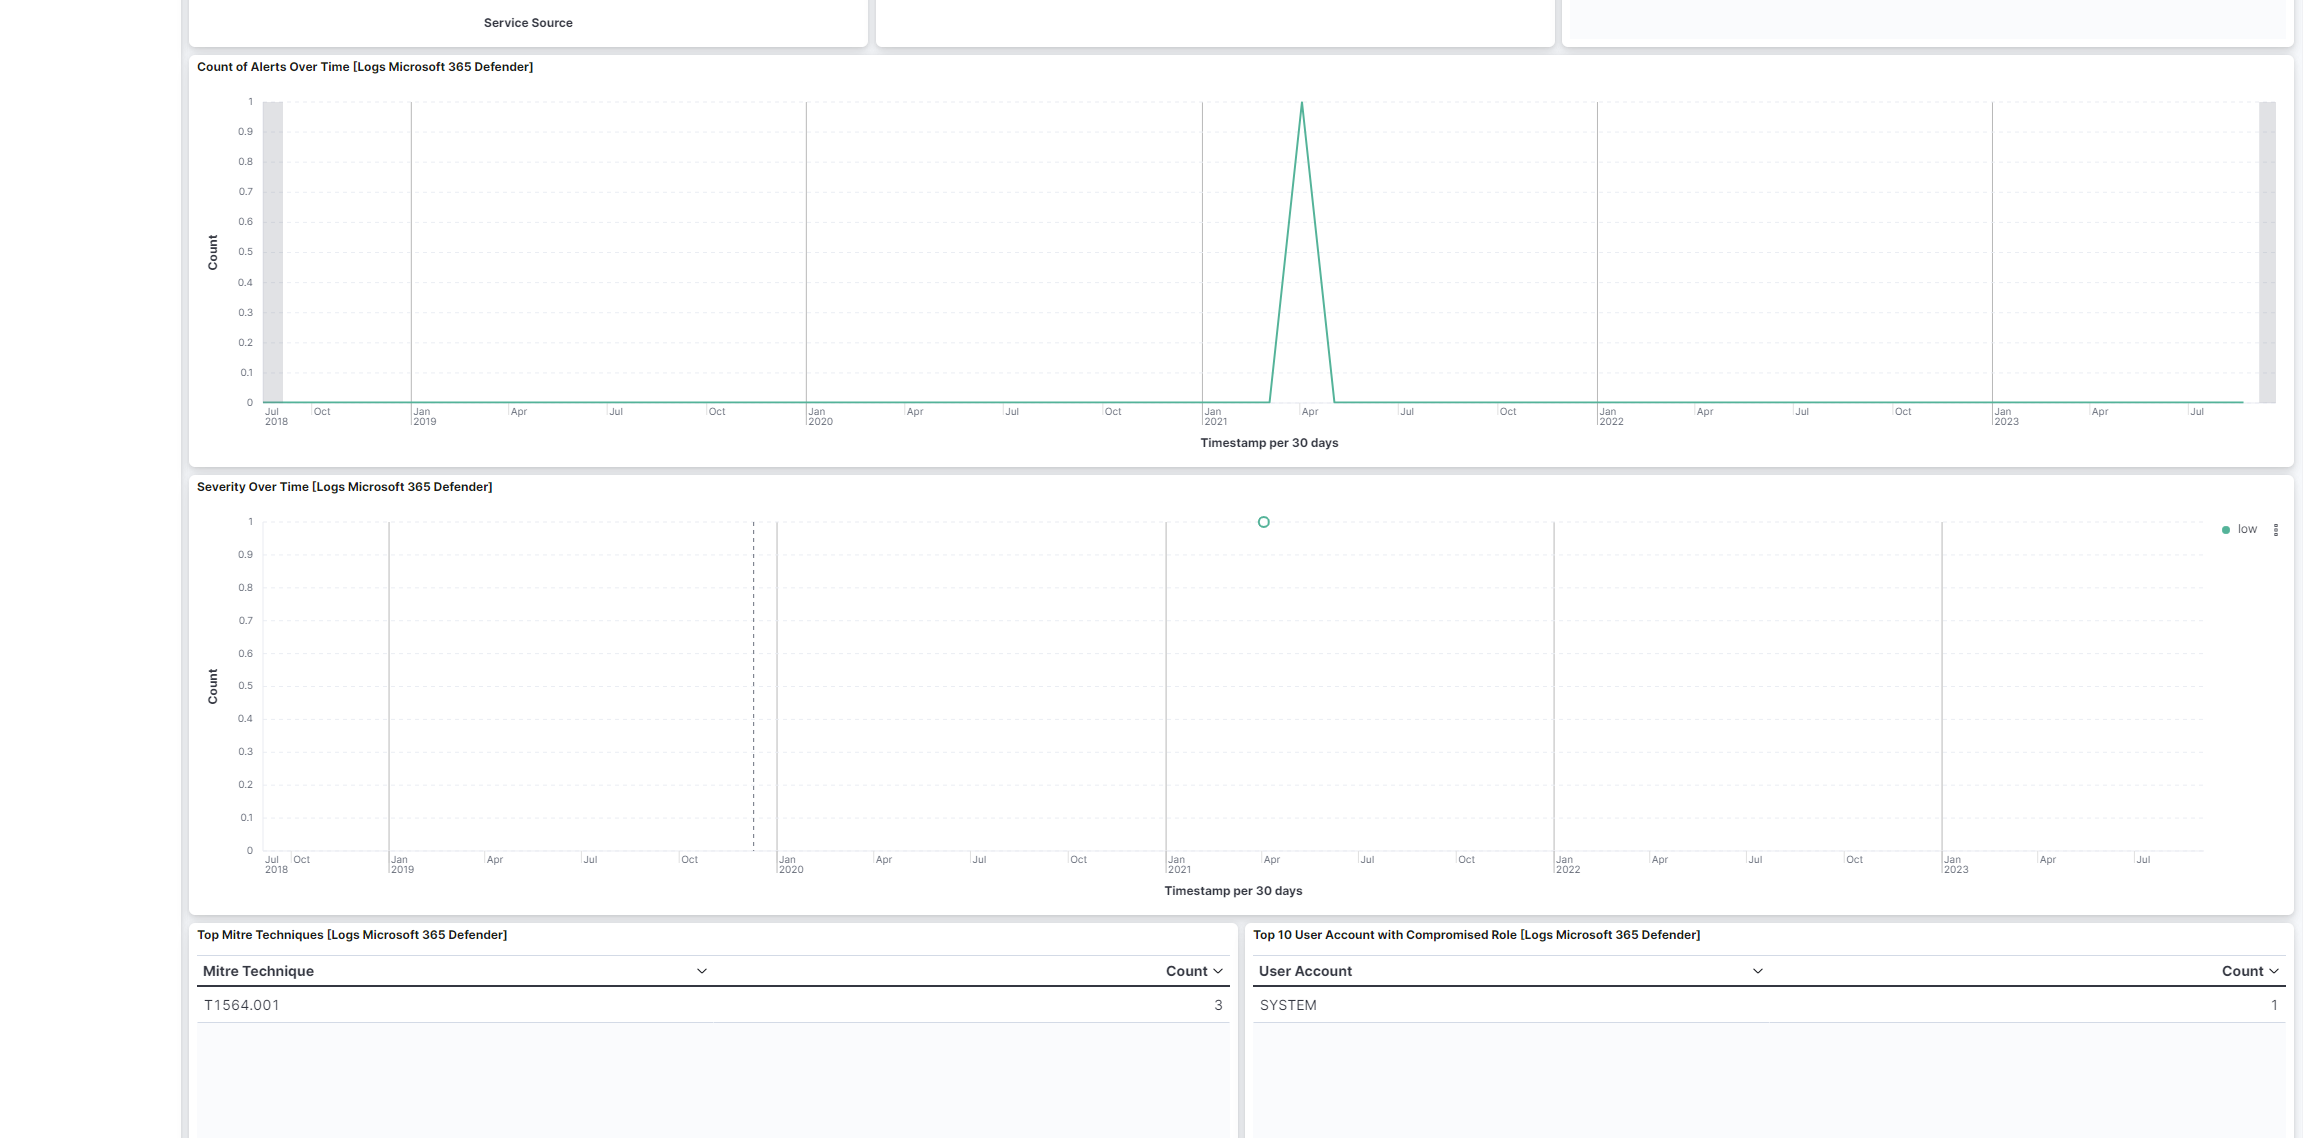 Service Source
Count of Alerts Over Time [Logs Microsoft 365 Defender]
1
0.9
0.8
0.7
0.6
0.5
0.4
0.3
0.2
0.1
0
Count
Jul Oct Jan Apr Jul Oct Jan Apr Jul Oct Jan Apr Jul Oct Jan Apr Jul Oct Jan Apr Jul
2018 2019 2020 2021 2022 2023
Timestamp per 30 days
Severity Over Time [Logs Microsoft 365 Defender]
low
1
0.9
0.8
0.7
0.6
0.5
0.4
0.3
0.2
0.1
0
Count
Jul Oct Jan Apr Jul Oct Jan Apr Jul Oct Jan Apr Jul Oct Jan Apr Jul Oct Jan Apr Jul
2018 2019 2020 2021 2022 2023
Timestamp per 30 days
Top Mitre Techniques [Logs Microsoft 365 Defender]
Mitre Technique Count
T1564.001 3
Top 10 User Account with Compromised Role [Logs Microsoft 365 Defender]
User Account Count
SYSTEM 1